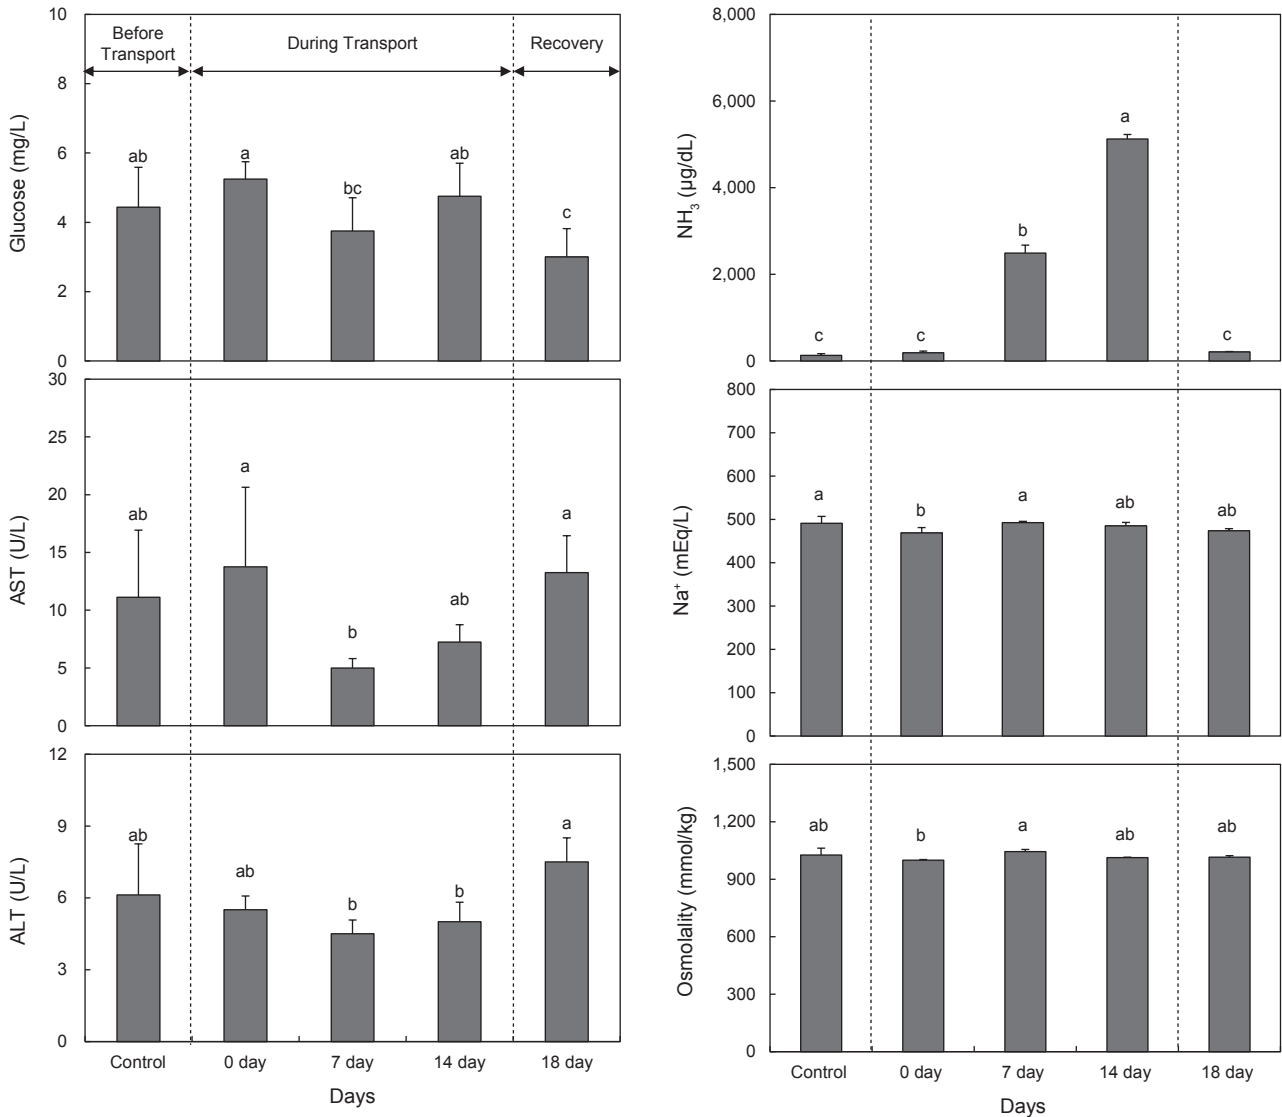 10
8
6
4
2
0
Glucose (mg/L)
Before
Transport
During Transport
Recovery
ab
a
bc
ab
c
30
25
20
15
10
5
0
AST (U/L)
ab
a
b
ab
a
12
9
6
3
0
ALT (U/L)
ab
ab
b
b
a
Control
0 day
7 day
14 day
18 day
Days
8,000
6,000
4,000
2,000
0
NH₃ (μg/dL)
c
c
b
a
c
800
700
600
500
400
300
200
100
0
Na⁺ (mEq/L)
a
b
a
ab
ab
1,500
1,200
900
600
300
0
Osmolality (mmol/kg)
ab
b
a
ab
ab
Control
0 day
7 day
14 day
18 day
Days